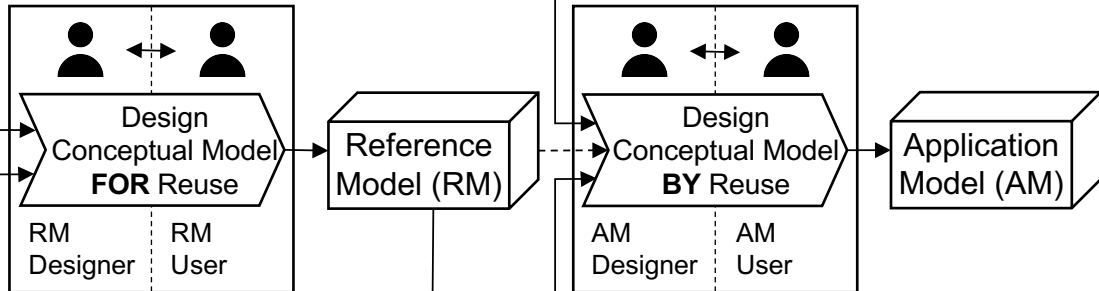 Design
Conceptual Model
FOR Reuse
RM
Designer
RM
User
Reference
Model (RM)
Design
Conceptual Model
BY Reuse
AM
Designer
AM
User
Application
Model (AM)